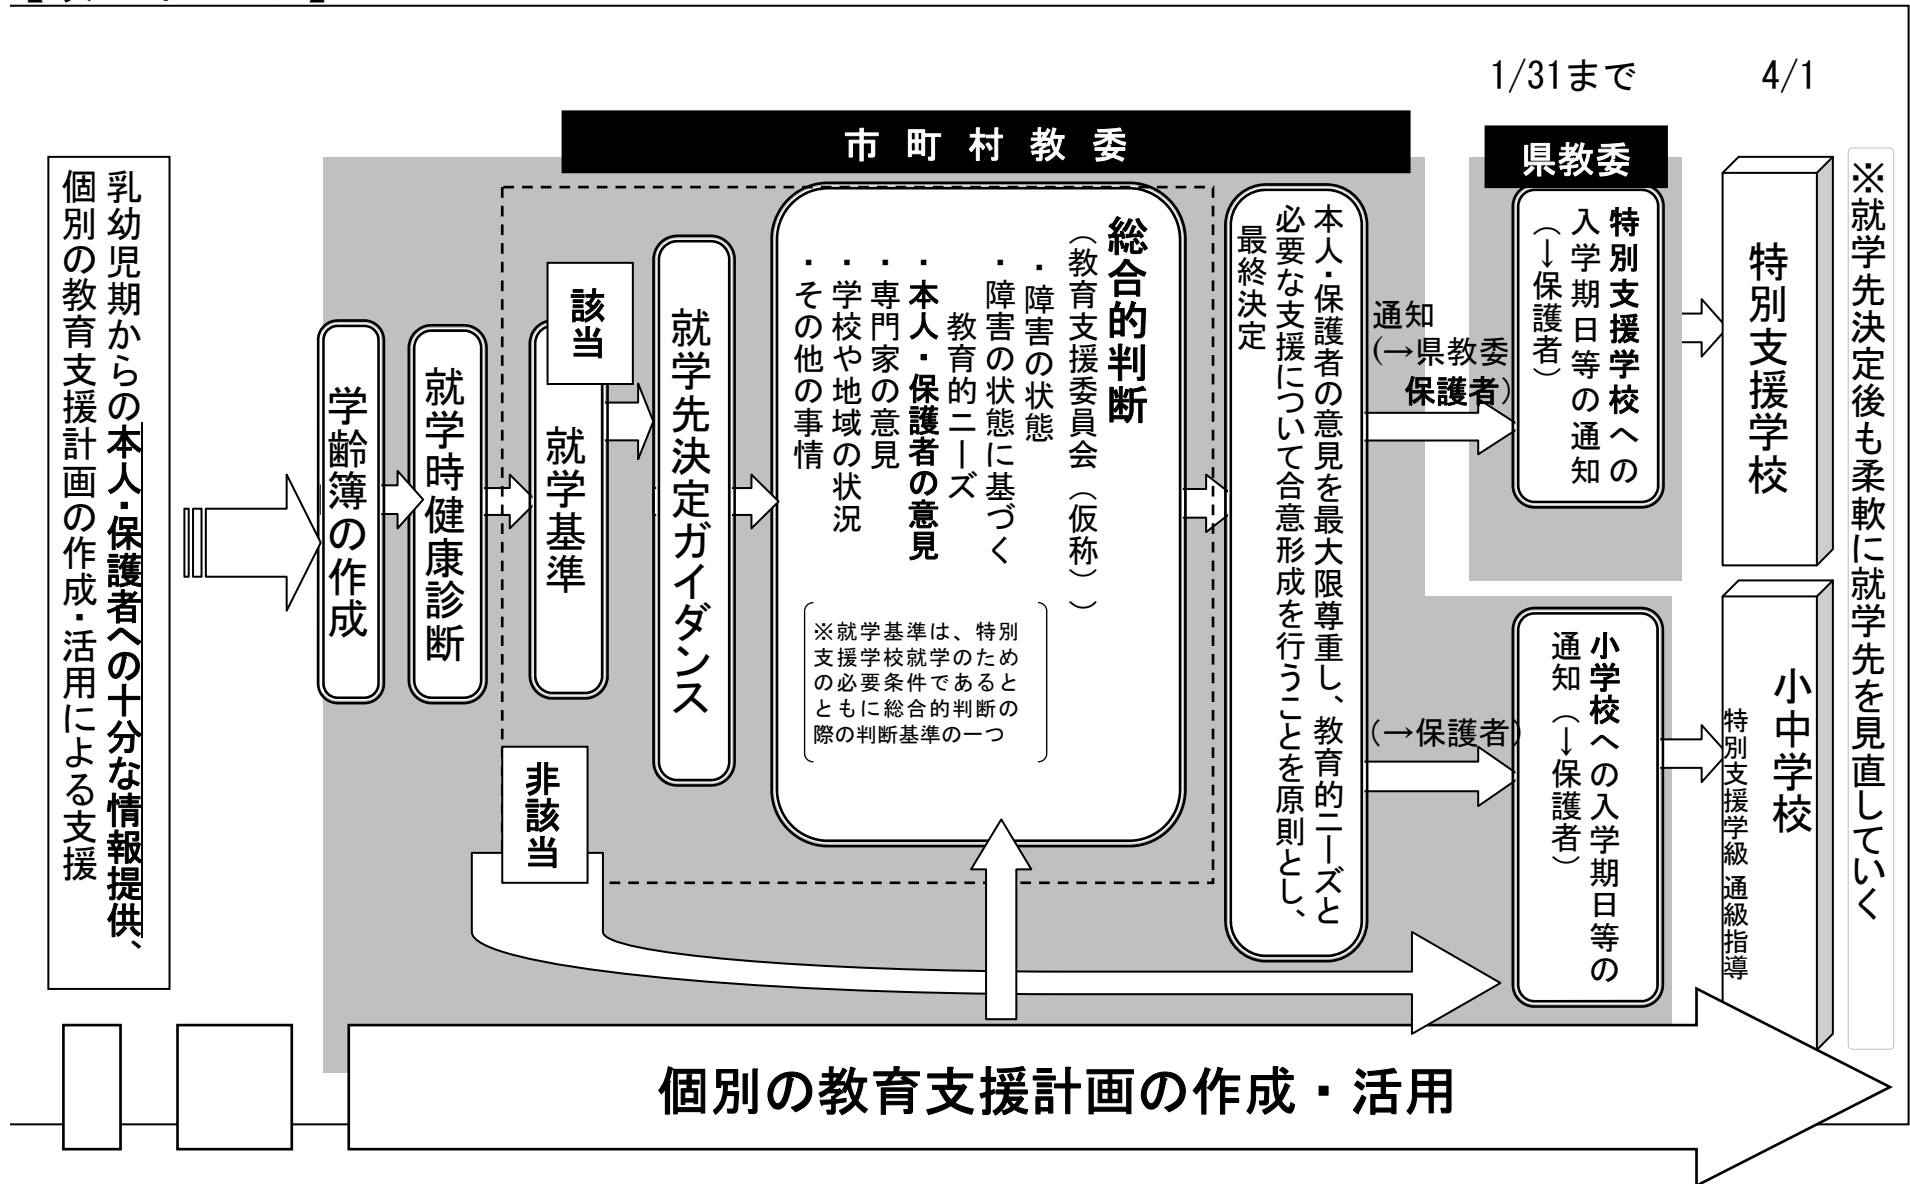 1/31まで
4/1
市町村教委
県教委
乳幼児期からの本人・保護者への十分な情報提供、
個別の教育支援計画の作成・活用による支援
学齢簿の作成
就学時健康診断
該当
就学基準
非該当
就学先決定ガイダンス
総合的判断
（教育支援委員会（仮称））
・障害の状態
・障害の状態に基づく
教育的ニーズ
・本人・保護者の意見
・専門家の意見
・学校や地域の状況
・その他の事情
※就学基準は、特別
支援学校就学のため
の必要条件であると
ともに総合的判断の
際の判断基準の一つ
本人・保護者の意見を最大限尊重し、教育的ニーズと
必要な支援について合意形成を行うことを原則とし、
最終決定
通知
(→県教委
保護者)
(→保護者)
特別支援学校への
入学期日等の通知
（→保護者）
小学校への入学期日等の
通知（→保護者）
特別支援学校
小中学校
特別支援学級 通級指導
※就学先決定後も柔軟に就学先を見直していく
個別の教育支援計画の作成・活用